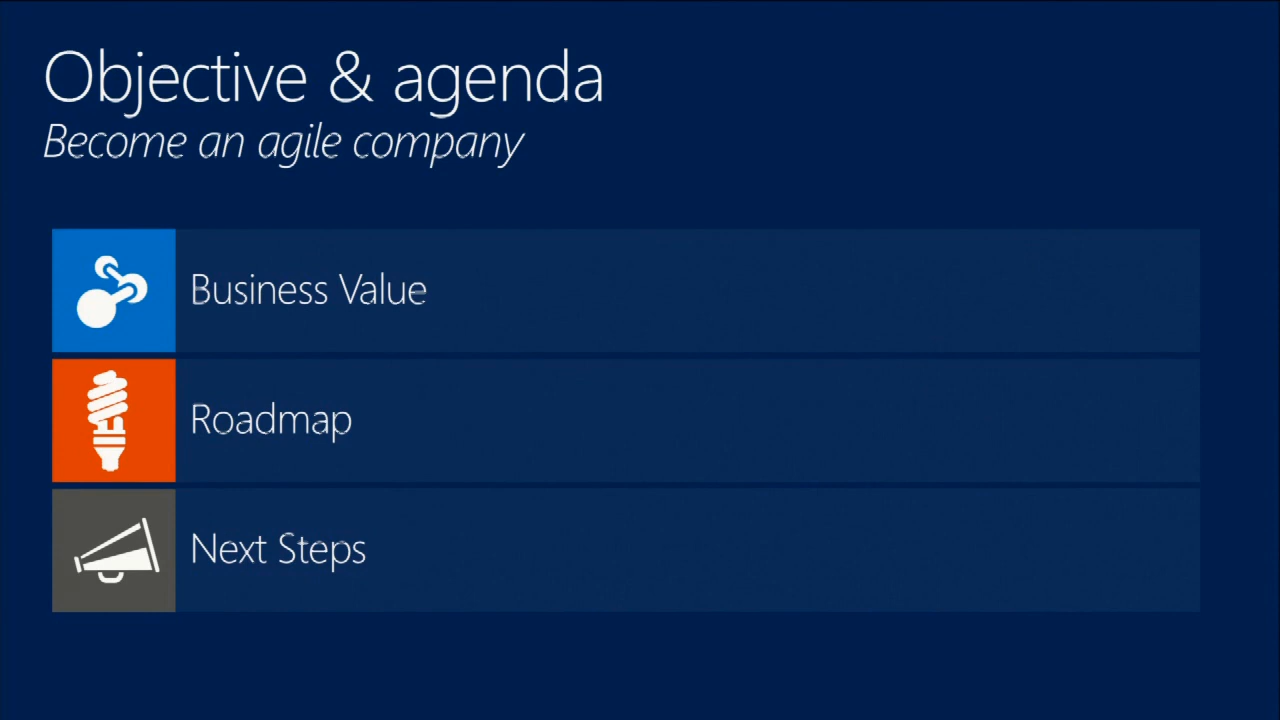 Objective & agenda
Become an agile company
Business Value
Roadmap
Next Steps